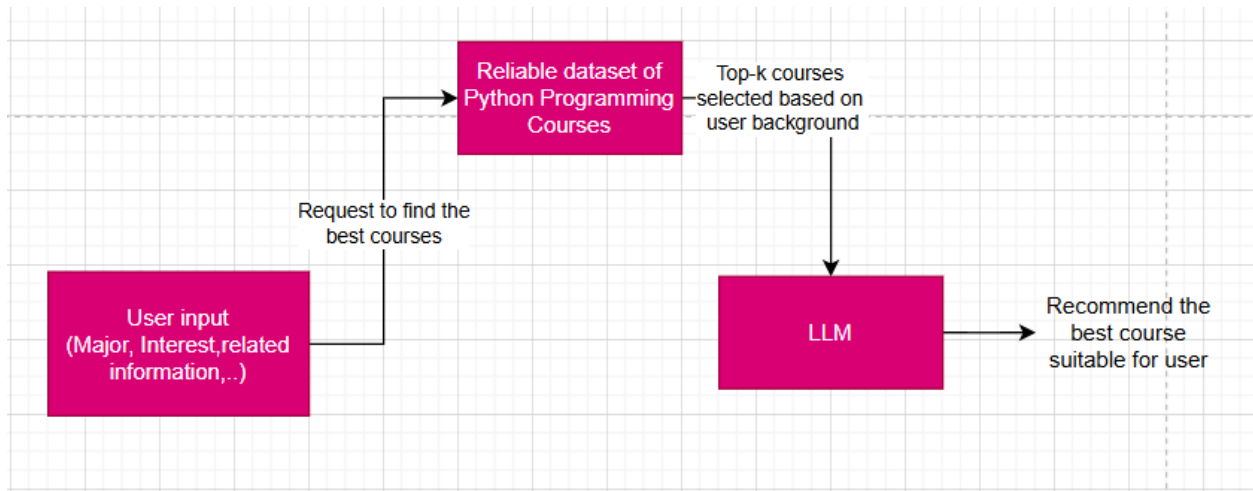 Reliable dataset of
Python Programming
Courses
Top-k courses
selected based on
user background
Request to find the
best courses
User input
(Major, Interest,related
information,..)
LLM
Recommend the
best course
suitable for user